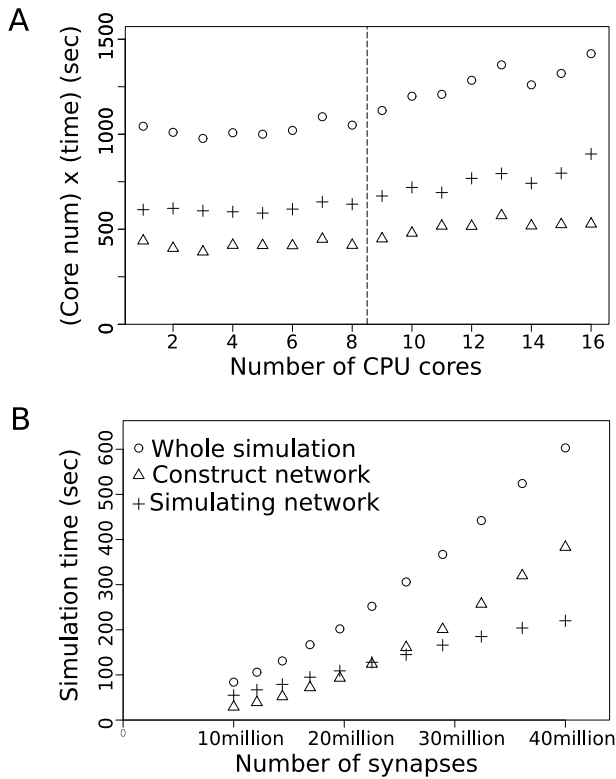 A
(Core num) x (time) (sec)
1500
1000
500
0
2 4 6 8 10 12 14 16
Number of CPU cores
B
Simulation time (sec)
600
500
400
300
200
100
0
Whole simulation
Construct network
Simulating network
0 10million 20million 30million 40million
Number of synapses